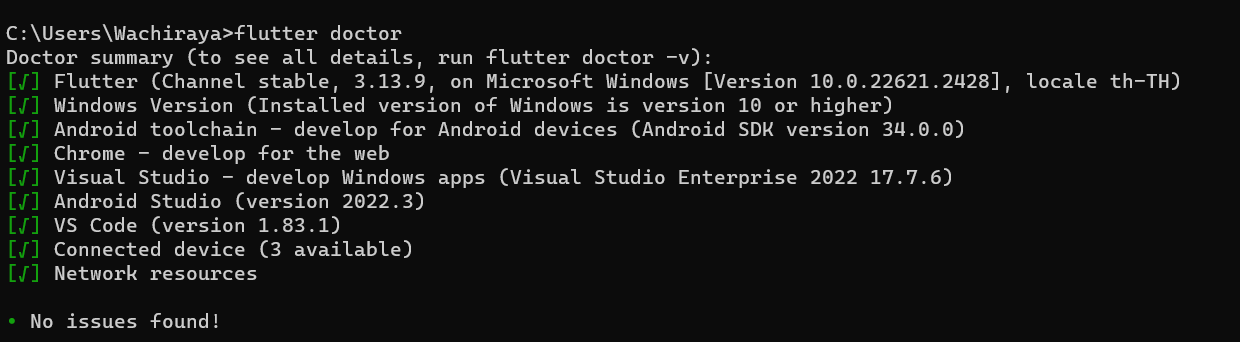 C:\Users\Wachiraya>flutter doctor
Doctor summary (to see all details, run flutter doctor -v):
[√] Flutter (Channel stable, 3.13.9, on Microsoft Windows [Version 10.0.22621.2428], locale th-TH)
[√] Windows Version (Installed version of Windows is version 10 or higher)
[√] Android toolchain - develop for Android devices (Android SDK version 34.0.0)
[√] Chrome - develop for the web
[√] Visual Studio - develop Windows apps (Visual Studio Enterprise 2022 17.7.6)
[√] Android Studio (version 2022.3)
[√] VS Code (version 1.83.1)
[√] Connected device (3 available)
[√] Network resources
• No issues found!